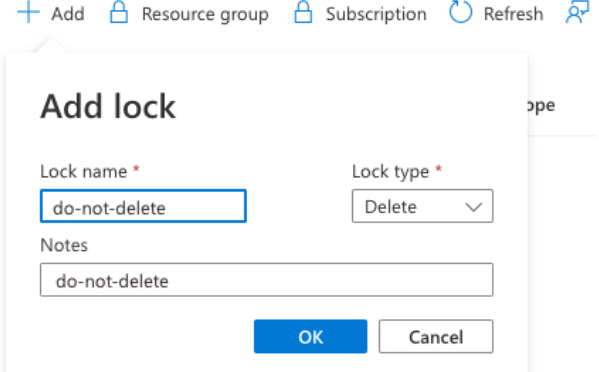 Add Resource group Subscription Refresh
Add lock
Lock name * Lock type *
do-not-delete Delete
Notes
do-not-delete
OK Cancel